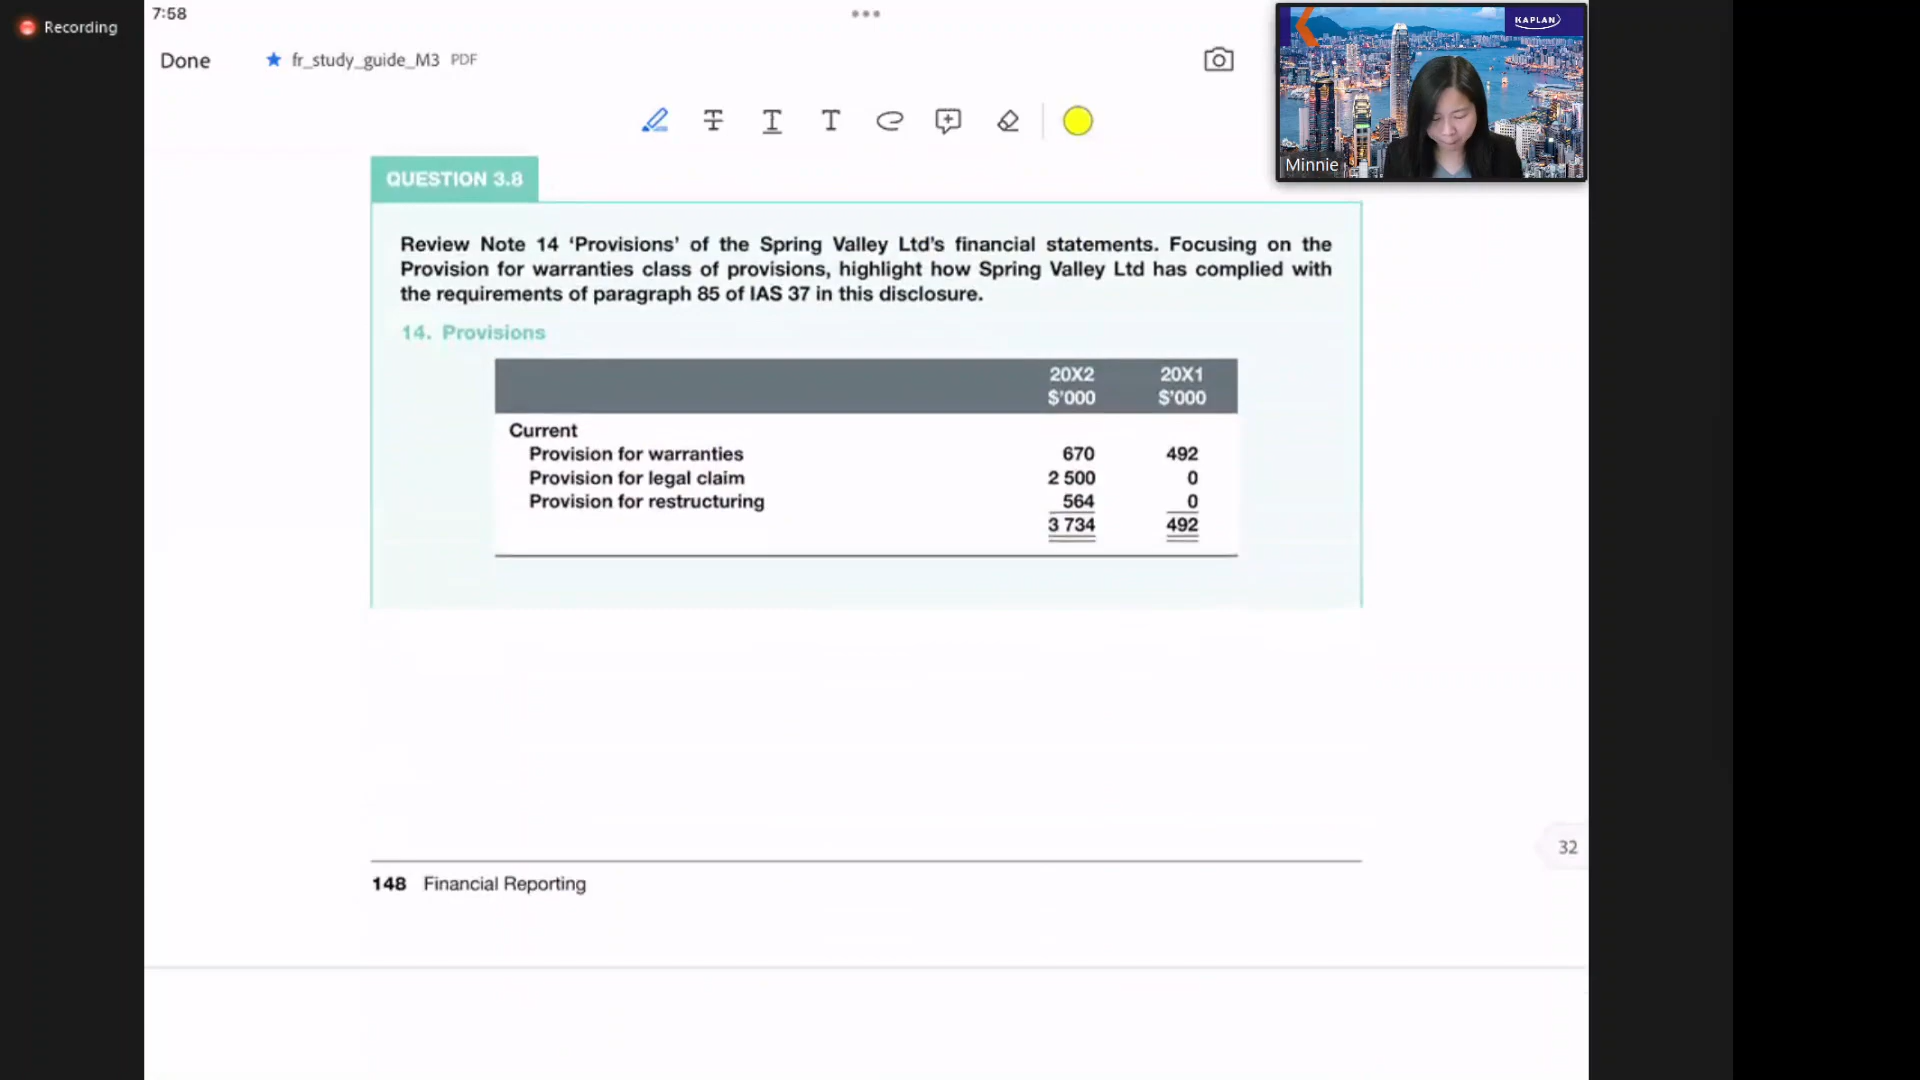 7:58
Recording
KAPLAN
Done
fr_study_guide_M3 PDF
T T T
Minnie
QUESTION 3.8
Review Note 14 ‘Provisions’ of the Spring Valley Ltd’s financial statements. Focusing on the
Provision for warranties class of provisions, highlight how Spring Valley Ltd has complied with
the requirements of paragraph 85 of IAS 37 in this disclosure.
14. Provisions
20X2 20X1
$’000 $’000
Current
Provision for warranties 670 492
Provision for legal claim 2 500 0
Provision for restructuring 564 0
3 734 492
32
148 Financial Reporting